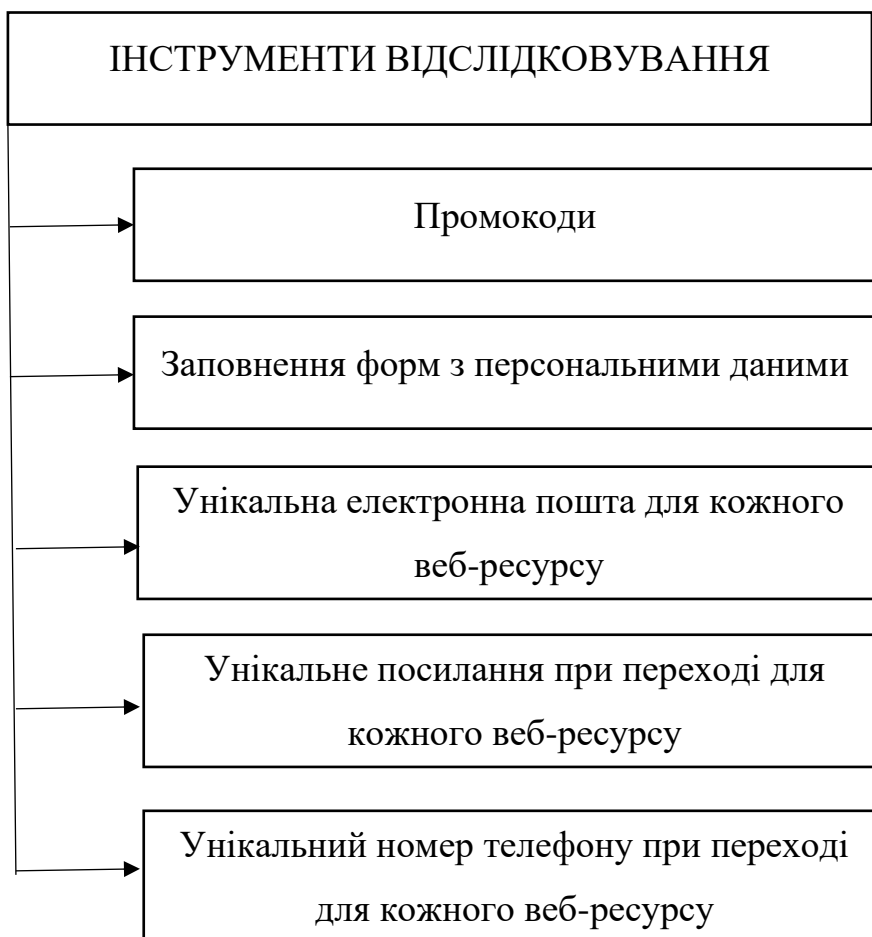 ІНСТРУМЕНТИ ВІДСЛІДКОВУВАННЯ
Промокоди
Заповнення форм з персональними даними
Унікальна електронна пошта для кожного
веб-ресурсу
Унікальне посилання при переході для
кожного веб-ресурсу
Унікальний номер телефону при переході
для кожного веб-ресурсу